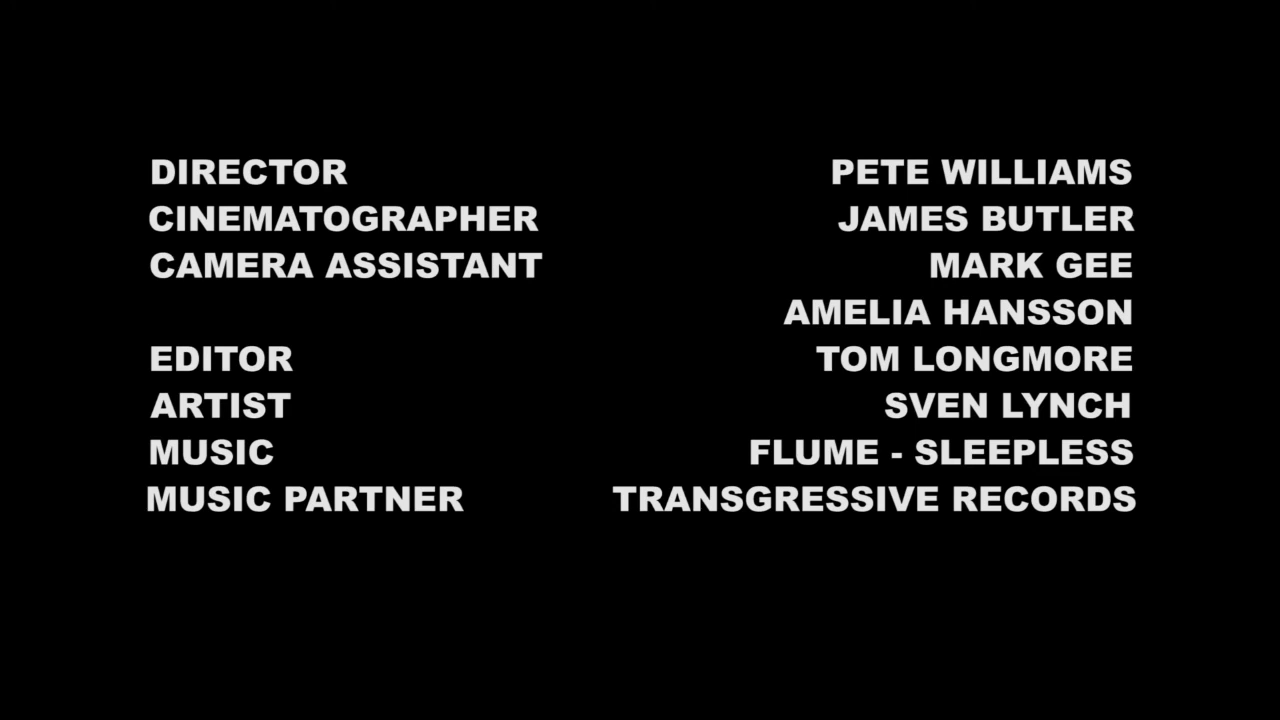 DIRECTOR PETE WILLIAMS
CINEMATOGRAPHER JAMES BUTLER
CAMERA ASSISTANT MARK GEE
AMELIA HANSSON
EDITOR TOM LONGMORE
ARTIST SVEN LYNCH
MUSIC FLUME - SLEEPLESS
MUSIC PARTNER TRANSGRESSIVE RECORDS